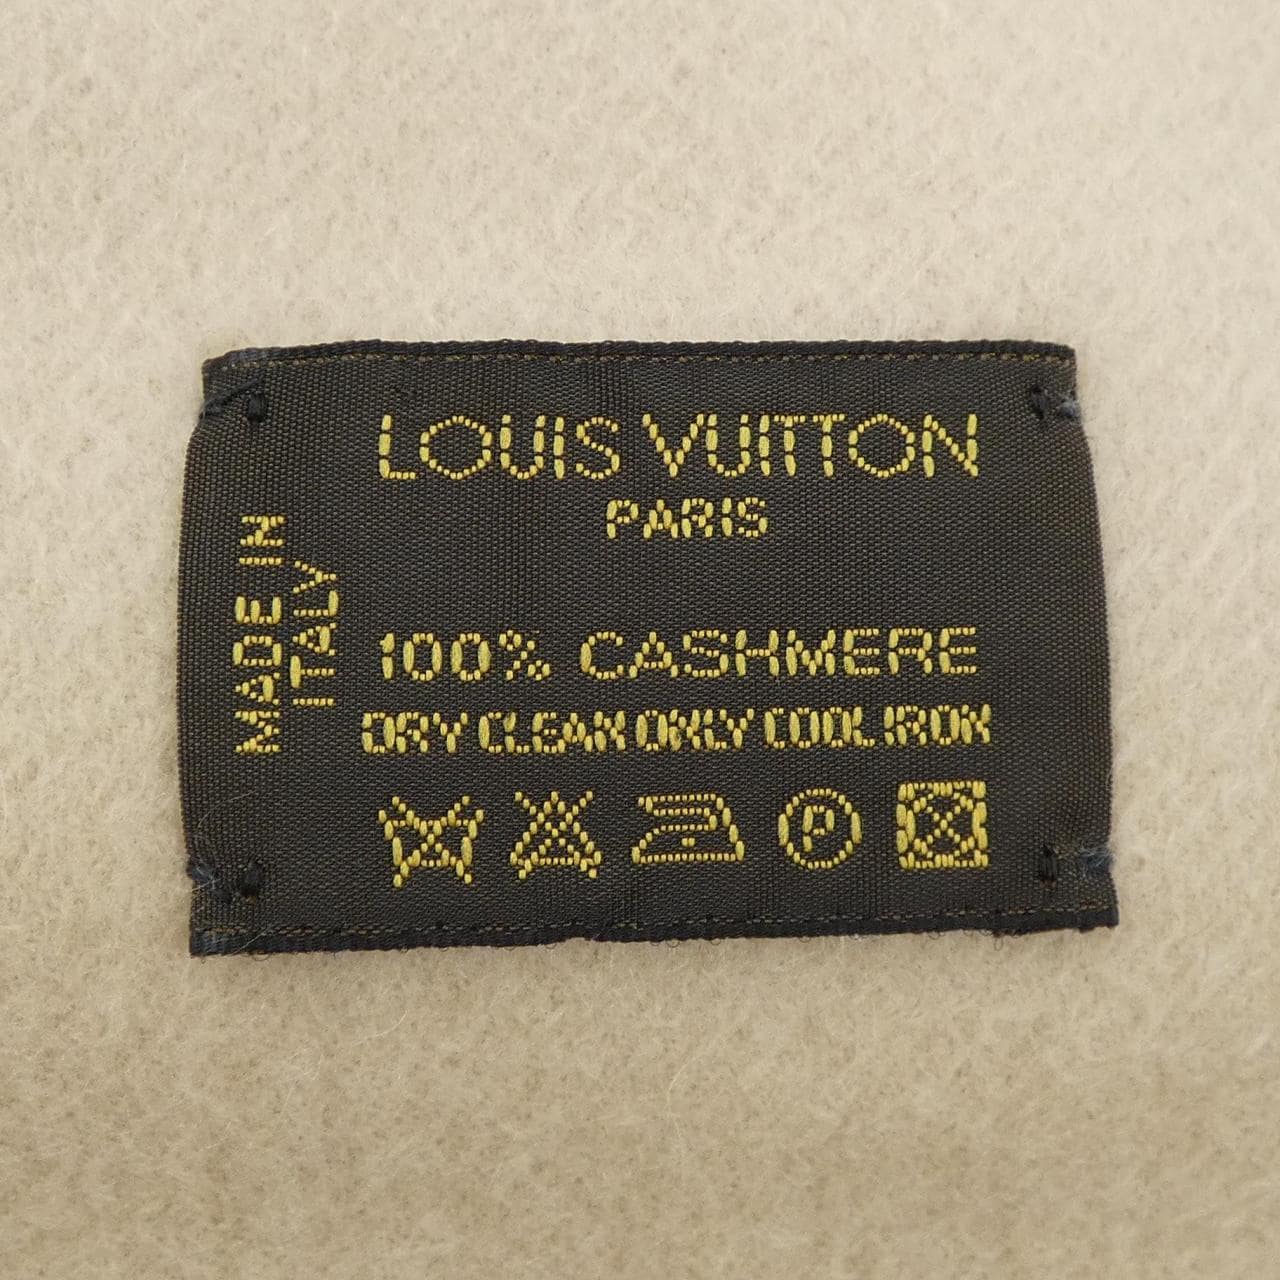 LOUIS VUITTON
PARIS
MADE IN
ITALY
100% CASHMERE
DRY CLEAN ONLY COOL IRON
P